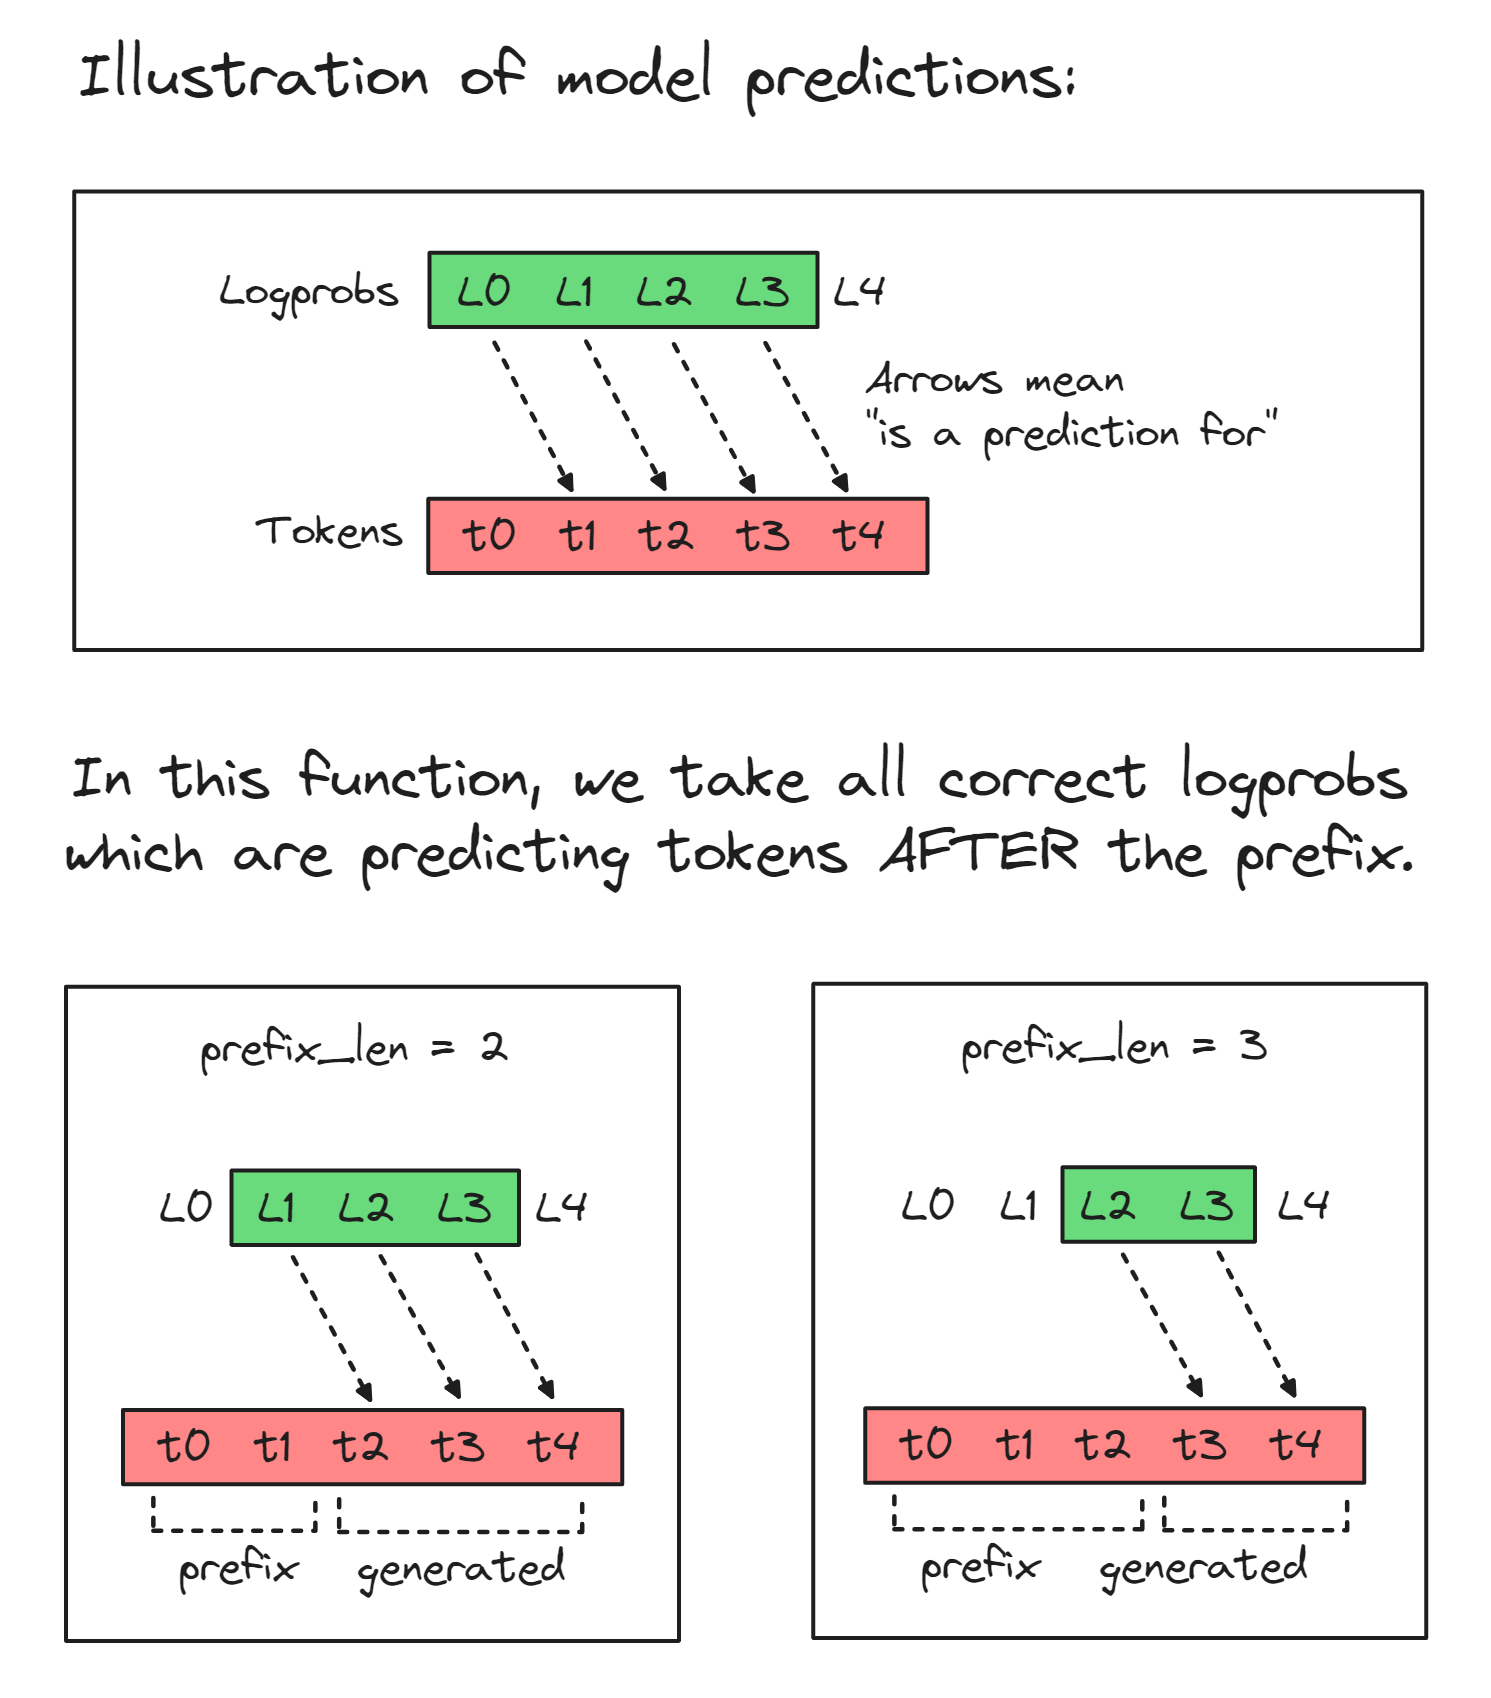 Illustration of model predictions:
Logprobs L0 L1 L2 L3 L4
Arrows mean
"is a prediction for"
Tokens t0 t1 t2 t3 t4
In this function, we take all correct logprobs
which are predicting tokens AFTER the prefix.
prefix_len = 2
L0 L1 L2 L3 L4
t0 t1 t2 t3 t4
prefix generated
prefix_len = 3
L0 L1 L2 L3 L4
t0 t1 t2 t3 t4
prefix generated